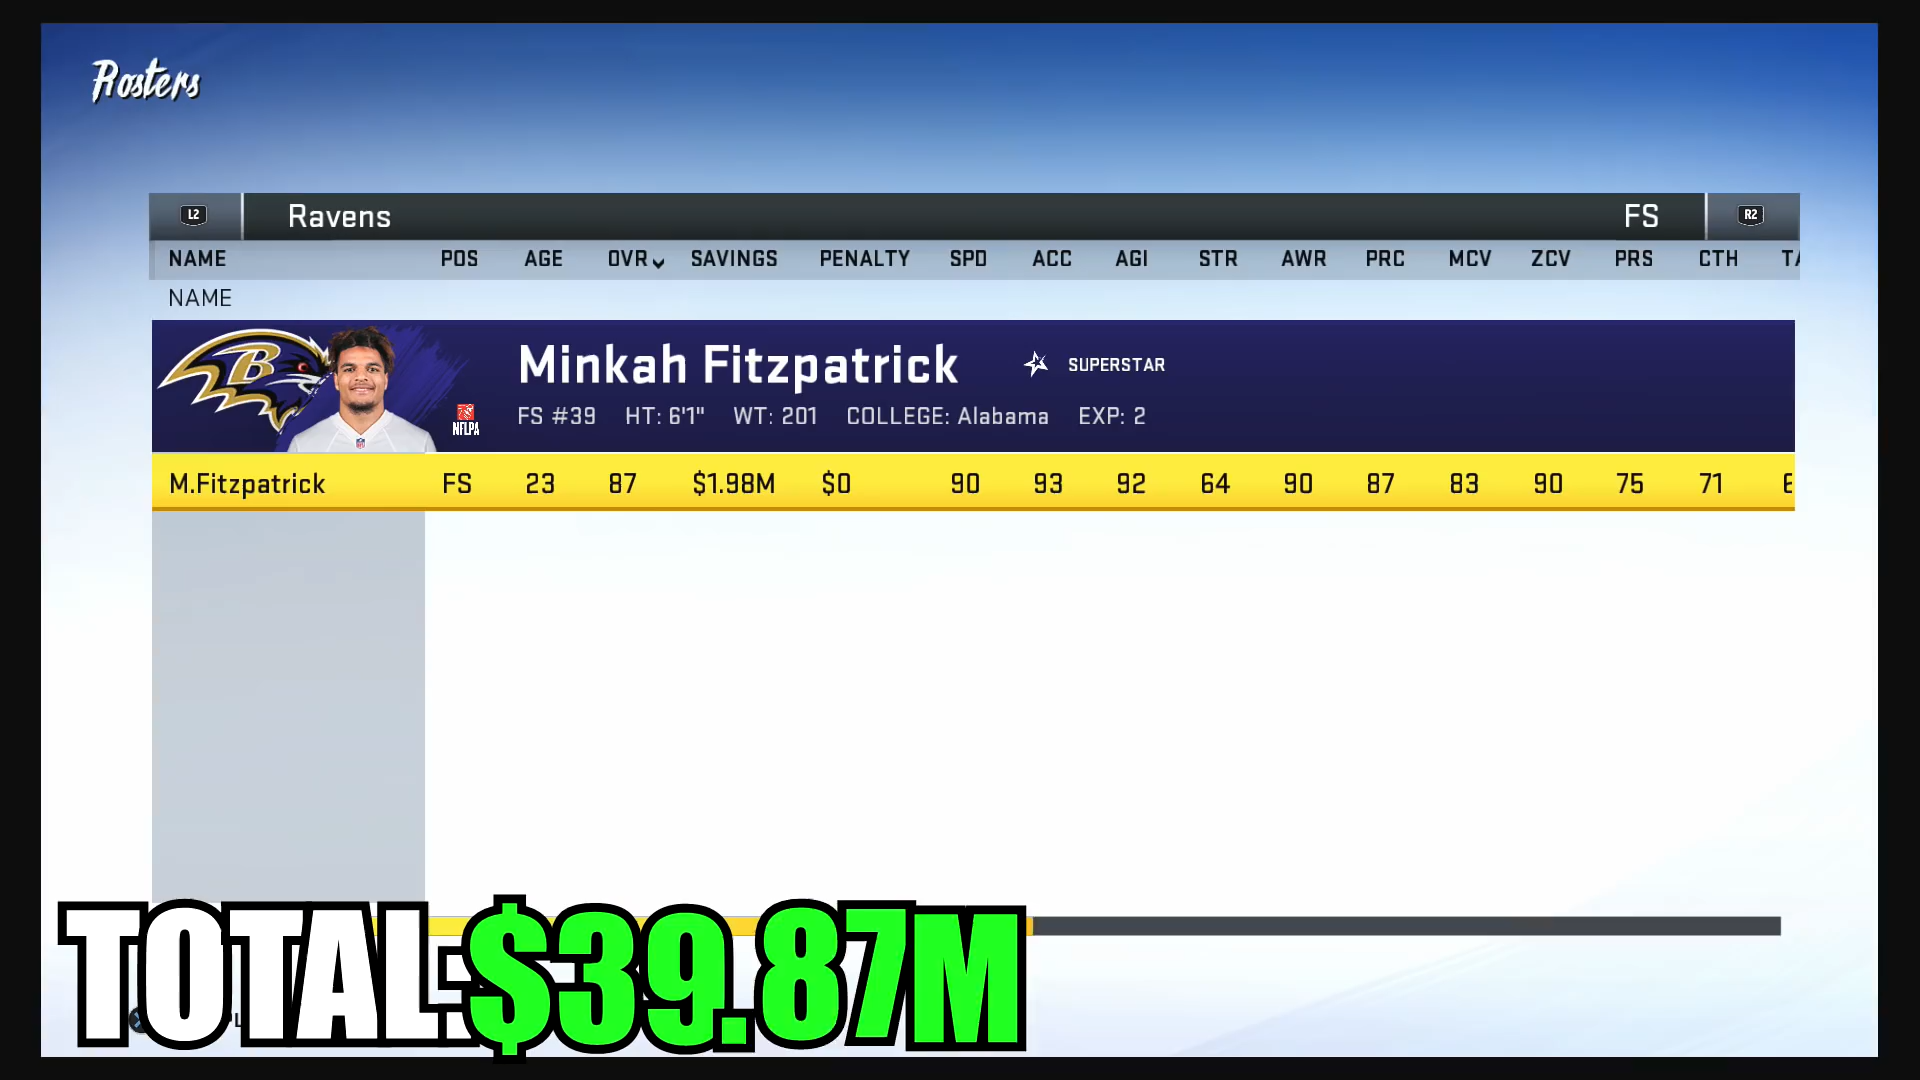 Rosters
L2 Ravens FS R2
NAME POS AGE OVR SAVINGS PENALTY SPD ACC AGI STR AWR PRC MCV ZCV PRS CTH
NAME
B
Minkah Fitzpatrick SUPERSTAR
NFLPA FS #39 HT: 6'1" WT: 201 COLLEGE: Alabama EXP: 2
M.Fitzpatrick FS 23 87 $1.98M $0 90 93 92 64 90 87 83 90 75 71
TOTAL: $39.87M